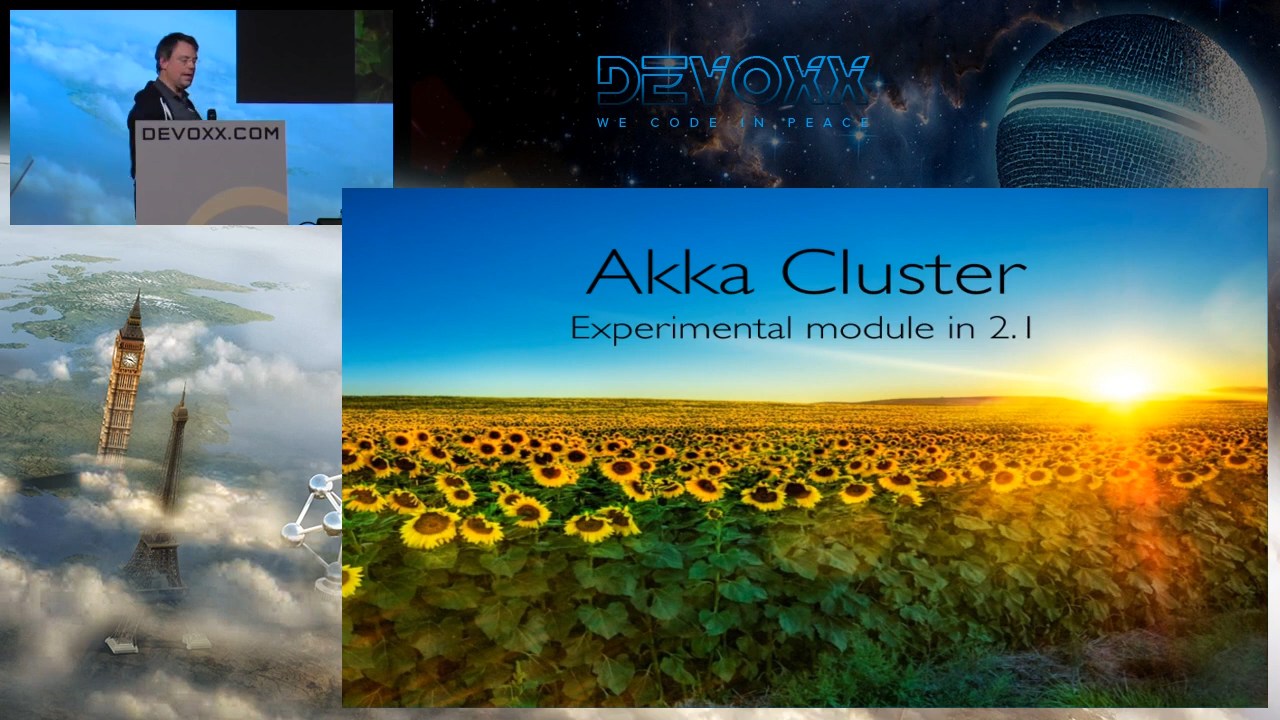 DEVOXX.COM
DEVOXX
WE CODE IN PEACE
Akka Cluster
Experimental module in 2.1